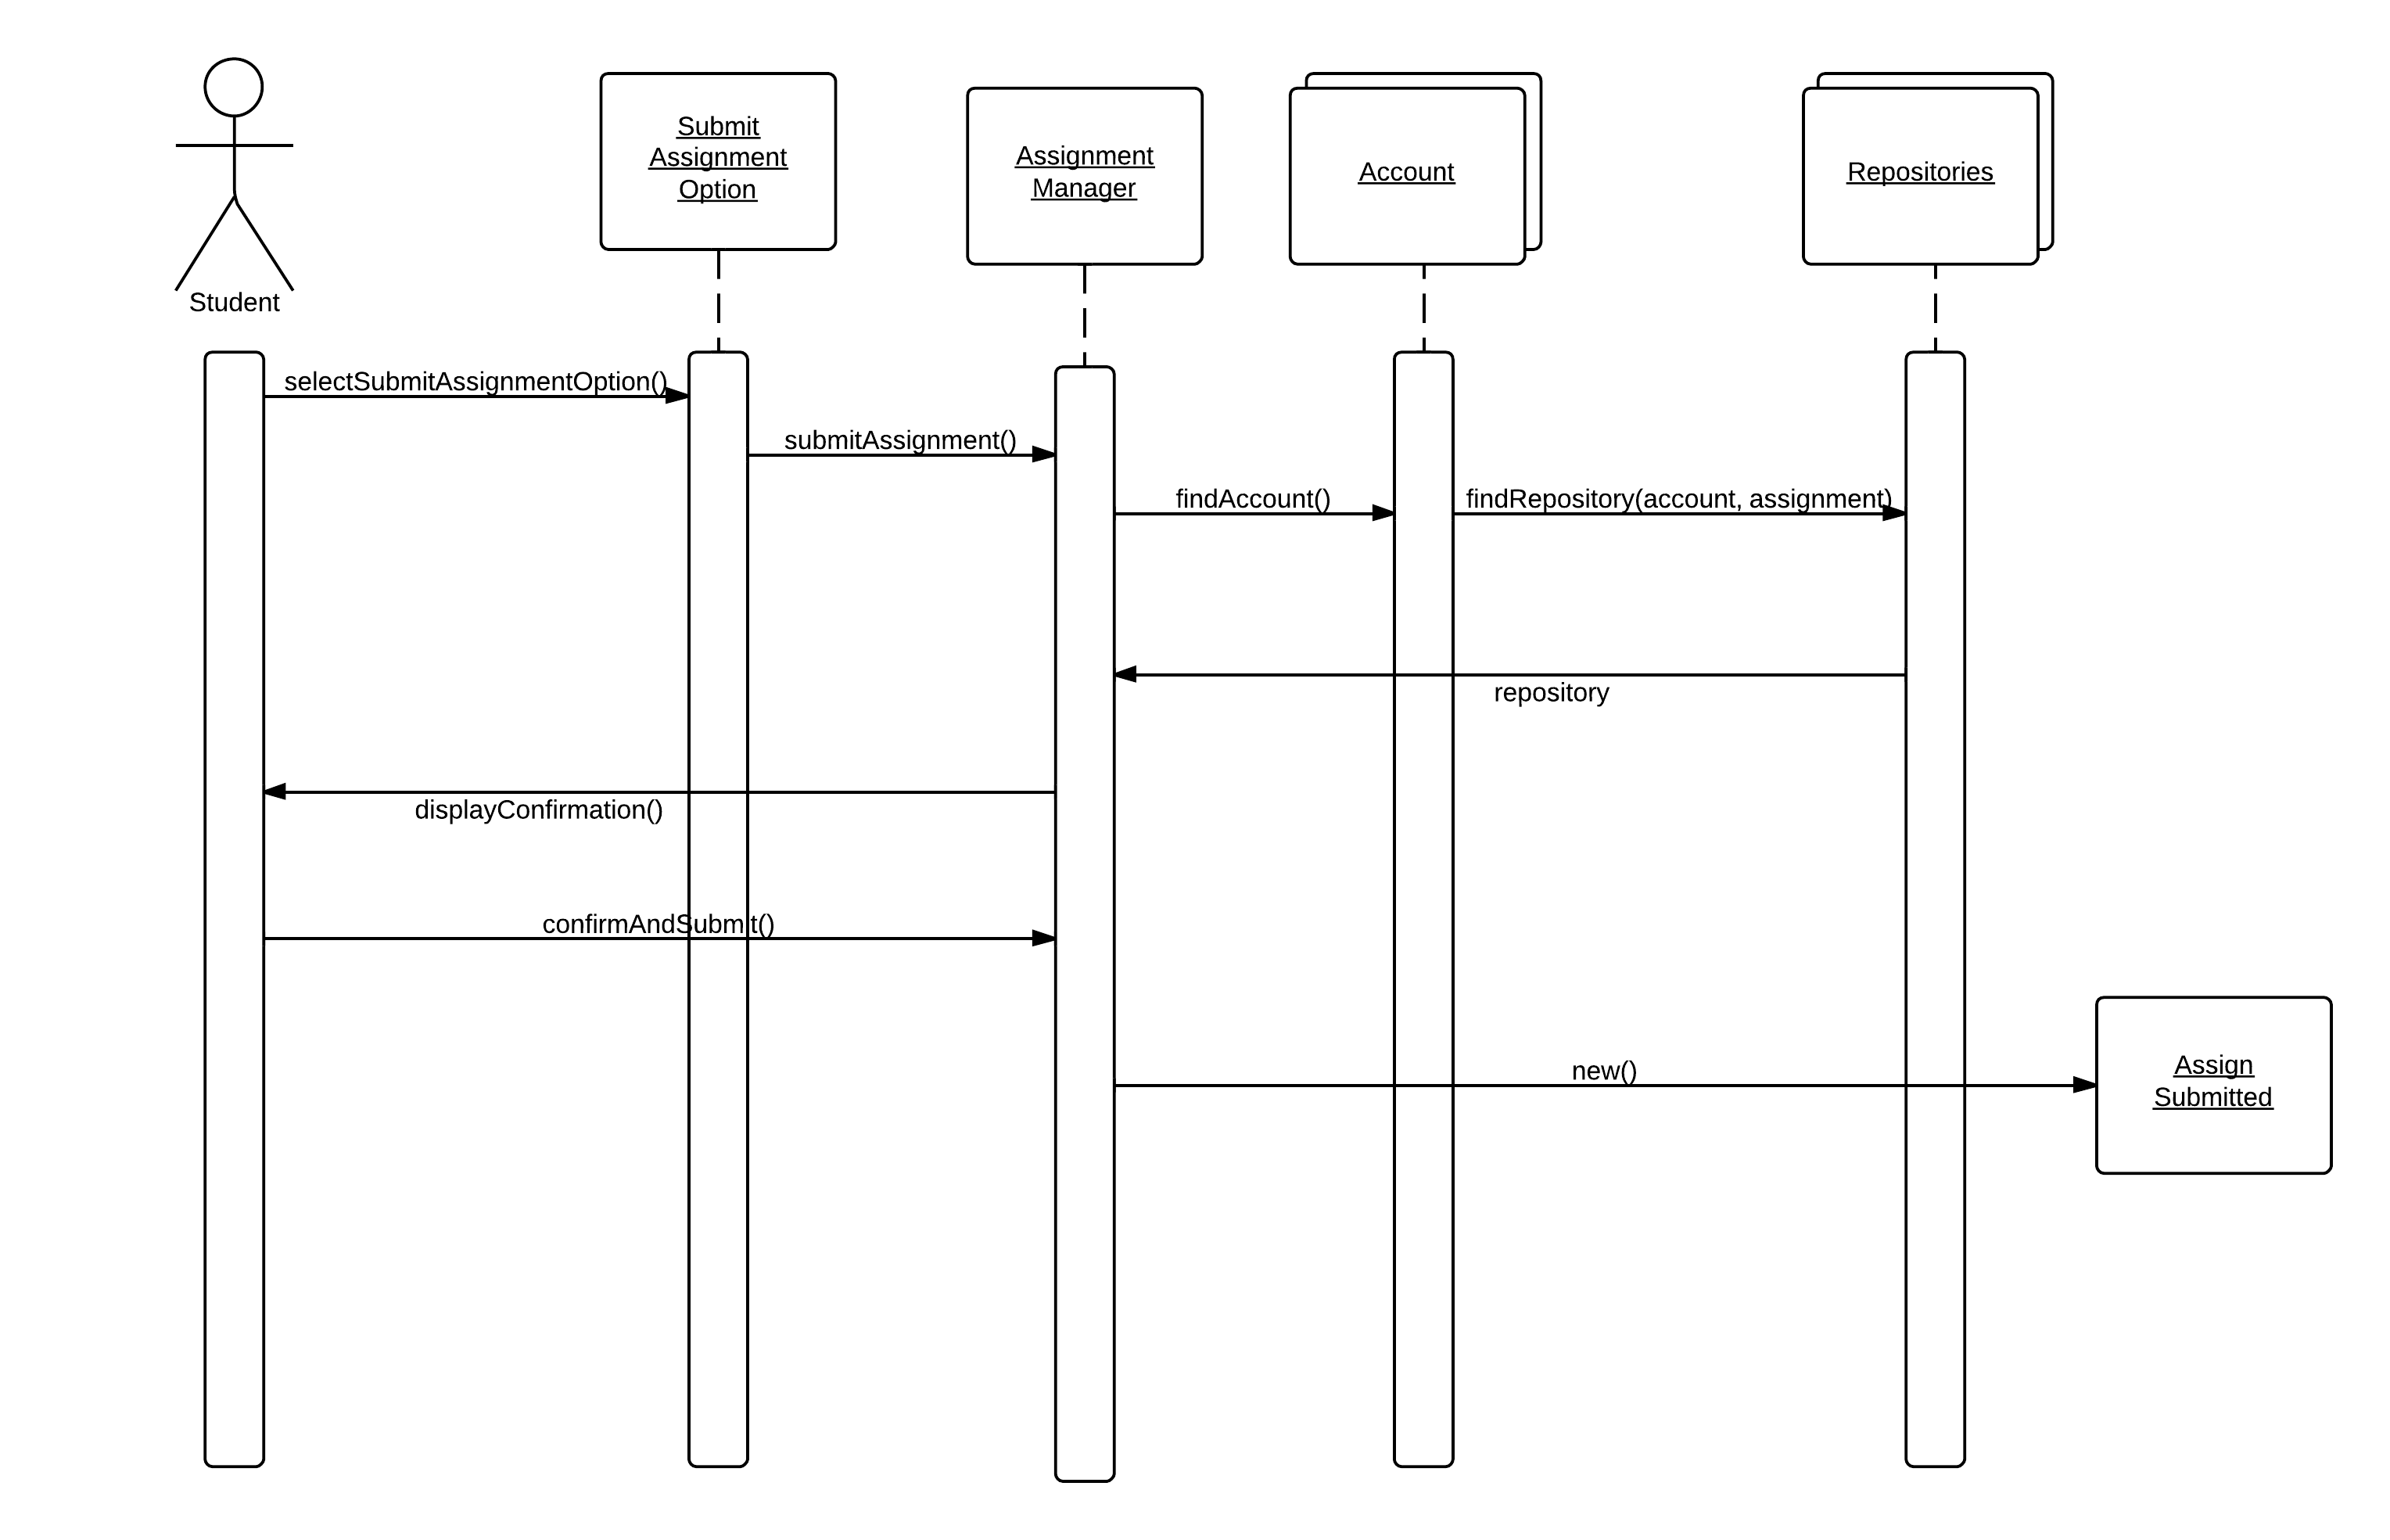 Submit
Assignment
Option
Assignment
Manager
Account
Repositories
Student
selectSubmitAssignmentOption()
submitAssignment()
findAccount()
findRepository(account, assignment)
repository
displayConfirmation()
confirmAndSubmit()
new()
Assign
Submitted